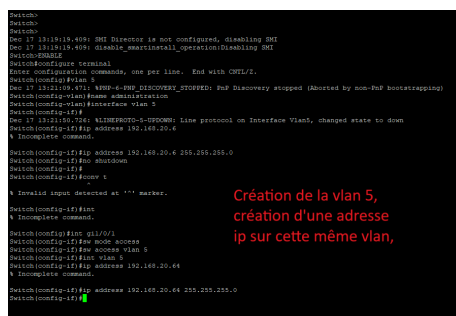 Switch>
Switch>
Switch>
Dec 17 13:19:19.409: SMI Director is not configured, disabling SMI
Dec 17 13:19:19.409: disable_smartinstall_operation:Disabling SMI
Switch>ENABLE
Switch#configure terminal
Enter configuration commands, one per line.  End with CNTL/Z.
Switch(config)#vlan 5
Dec 17 13:21:09.471: %PNP-6-PNP_DISCOVERY_STOPPED: PnP Discovery stopped (Aborted by non-PnP bootstrapping)
Switch(config-vlan)#name administration
Switch(config-vlan)#interface vlan 5
Switch(config-if)#
Dec 17 13:21:50.726: %LINEPROTO-5-UPDOWN: Line protocol on Interface Vlan5, changed state to down
Switch(config-if)#ip address 192.168.20.6
% Incomplete command.
Switch(config-if)#ip address 192.168.20.6 255.255.255.0
Switch(config-if)#no shutdown
Switch(config-if)#
Switch(config-if)#conv t
^
% Invalid input detected at '^' marker.
Switch(config-if)#int
% Incomplete command.
Switch(config)#int gi1/0/1
Switch(config-if)#sw mode access
Switch(config-if)#sw access vlan 5
Switch(config-if)#int vlan 5
Switch(config-if)#ip address 192.168.20.64
% Incomplete command.
Switch(config-if)#ip address 192.168.20.64 255.255.255.0
Switch(config-if)#
Création de la vlan 5,
création d'une adresse
ip sur cette même vlan,